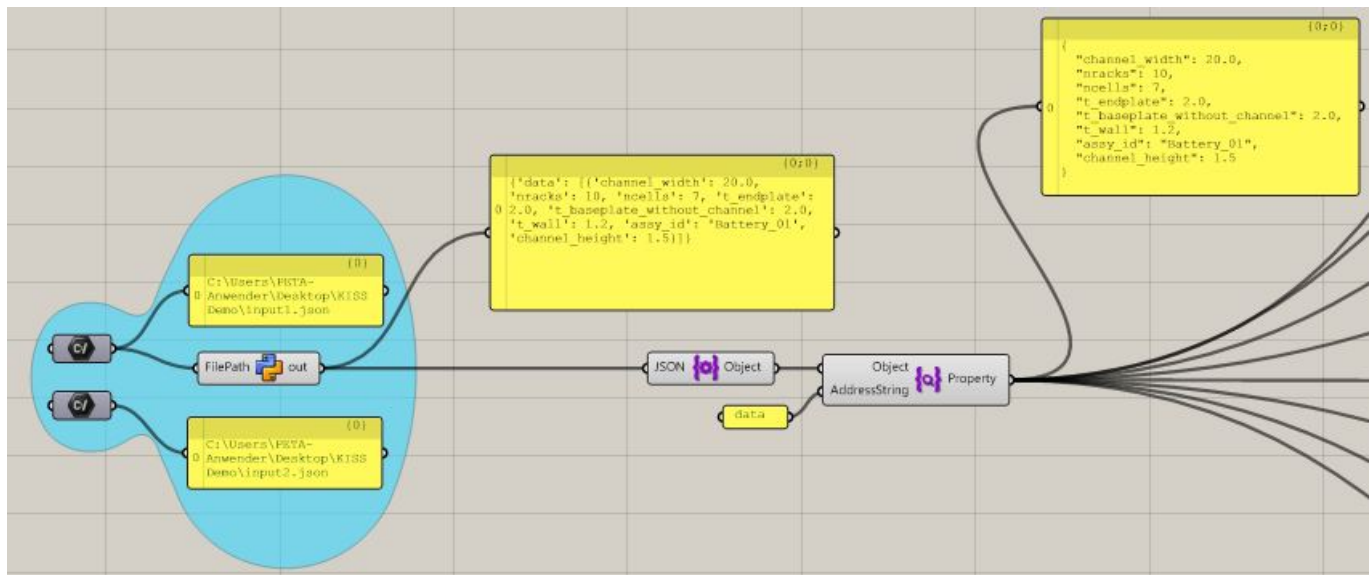 {0;0}
{
"channel_width": 20.0,
"nracks": 10,
"ncells": 7,
"t_endplate": 2.0,
"t_baseplate_without_channel": 2.0,
"t_wall": 1.2,
"assy_id": "Battery_01",
"channel_height": 1.5
}
0
{0;0}
{'data': [{'channel_width': 20.0,
'nracks': 10, 'ncells': 7, 't_endplate':
0 2.0, 't_baseplate_without_channel': 2.0,
't_wall': 1.2, 'assy_id': 'Battery_01',
'channel_height': 1.5}]}
{0}
C:\Users\PETA-
0 Anwender\Desktop\KISS
Demo\input1.json
C/
FilePath out
JSON Object
Object
AddressString
Property
data
C/
{0}
C:\Users\PETA-
0 Anwender\Desktop\KISS
Demo\input2.json